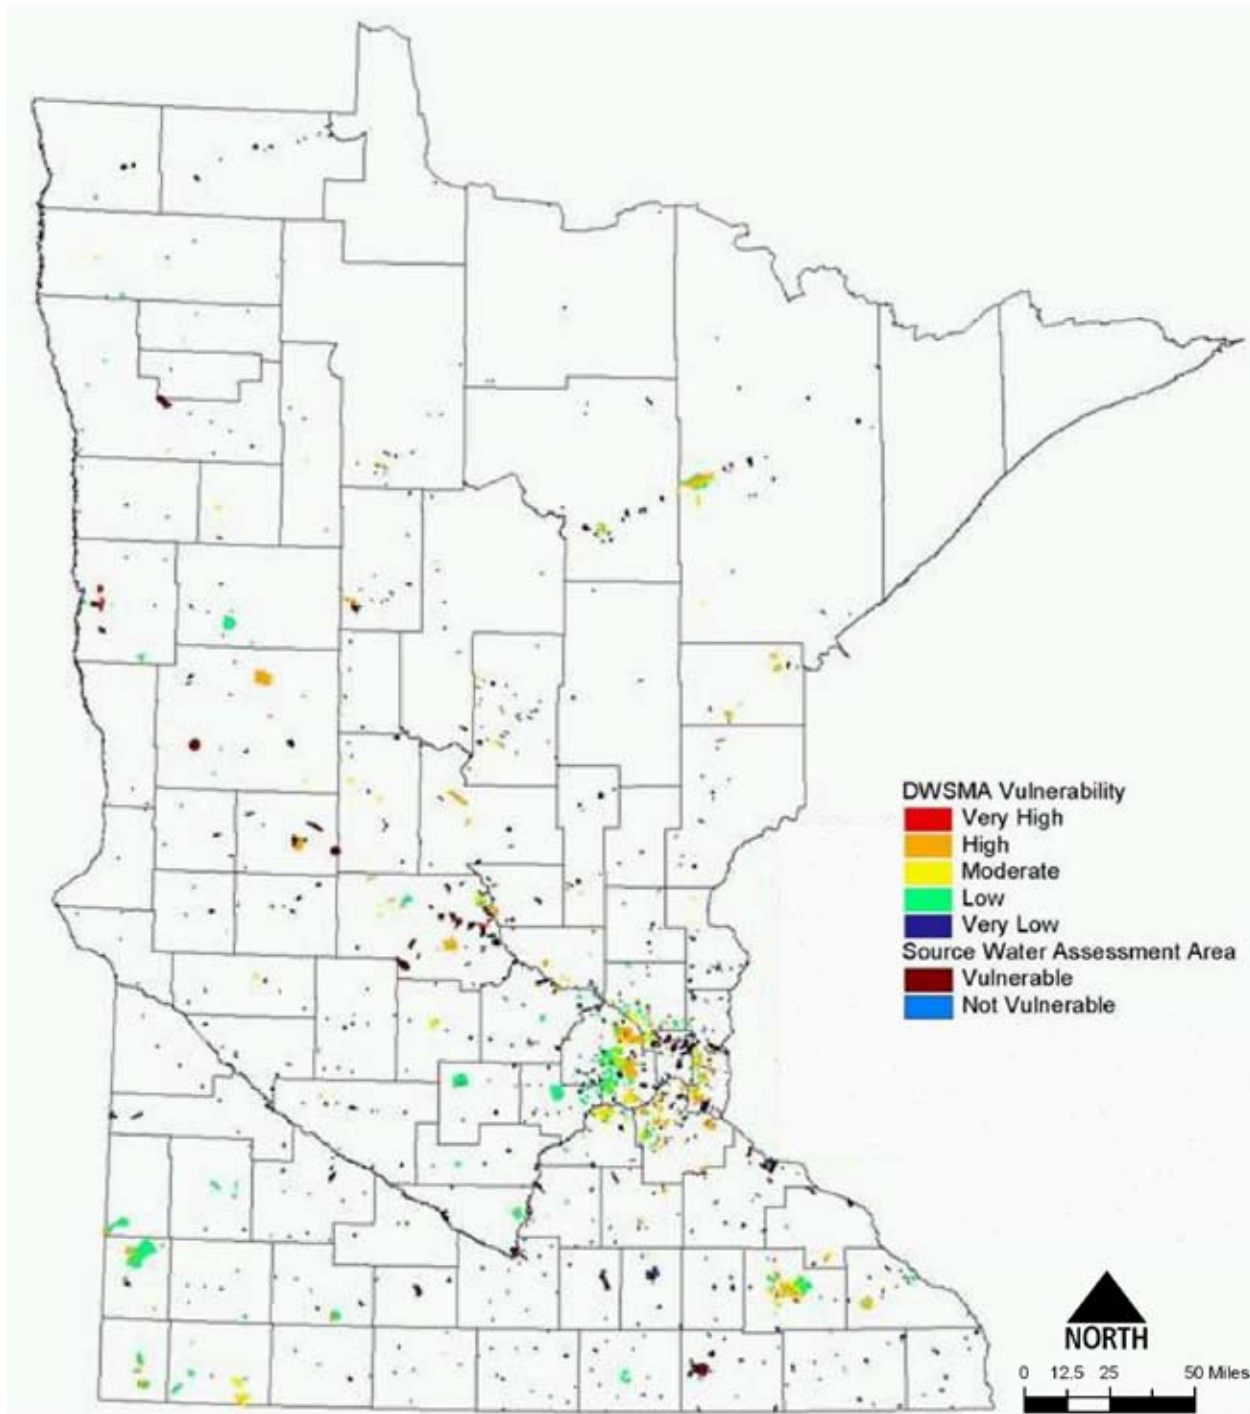 DWSMA Vulnerability
Very High
High
Moderate
Low
Very Low
Source Water Assessment Area
Vulnerable
Not Vulnerable
NORTH
0 12.5 25 50 Miles